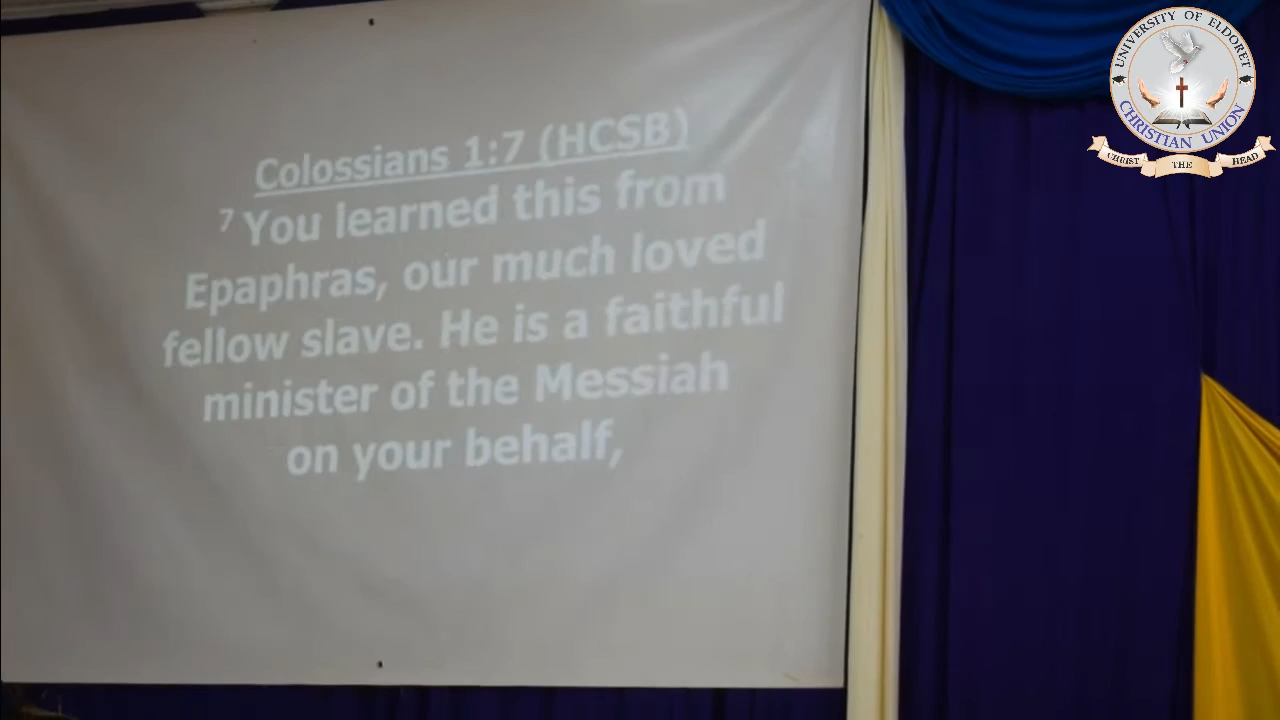 Colossians 1:7 (HCSB)
7 You learned this from
Epaphras, our much loved
fellow slave. He is a faithful
minister of the Messiah
on your behalf,
UNIVERSITY OF ELDORET
CHRISTIAN UNION
CHRIST THE HEAD